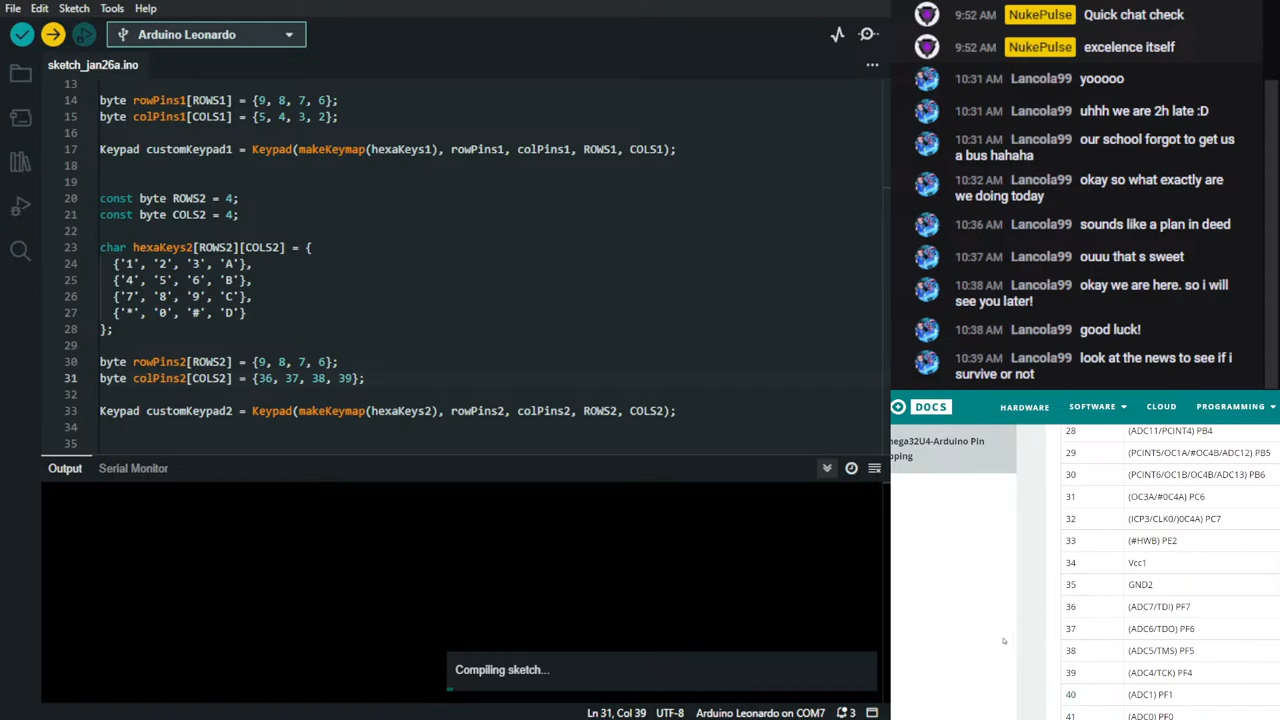 File Edit Sketch Tools Help
Arduino Leonardo
sketch_jan26a.ino
13
14 byte rowPins1[ROWS1] = {9, 8, 7, 6};
15 byte colPins1[COLS1] = {5, 4, 3, 2};
16
17 Keypad customKeypad1 = Keypad(makeKeymap(hexaKeys1), rowPins1, colPins1, ROWS1, COLS1);
18
19
20 const byte ROWS2 = 4;
21 const byte COLS2 = 4;
22
23 char hexaKeys2[ROWS2][COLS2] = {
24 {'1', '2', '3', 'A'},
25 {'4', '5', '6', 'B'},
26 {'7', '8', '9', 'C'},
27 {'*', '0', '#', 'D'}
28 };
29
30 byte rowPins2[ROWS2] = {9, 8, 7, 6};
31 byte colPins2[COLS2] = {36, 37, 38, 39};
32
33 Keypad customKeypad2 = Keypad(makeKeymap(hexaKeys2), rowPins2, colPins2, ROWS2, COLS2);
34
35
Output Serial Monitor
Compiling sketch...
Ln 31, Col 39 UTF-8 Arduino Leonardo on COM7 3
9:52 AM NukePulse Quick chat check
9:52 AM NukePulse excelence itself
10:31 AM Lancola99 yooooo
10:31 AM Lancola99 uhhh we are 2h late :D
10:31 AM Lancola99 our school forgot to get us
a bus hahaha
10:32 AM Lancola99 okay so what exactly are
we doing today
10:36 AM Lancola99 sounds like a plan in deed
10:37 AM Lancola99 ouuu that s sweet
10:38 AM Lancola99 okay we are here. so i will
see you later!
10:38 AM Lancola99 good luck!
10:39 AM Lancola99 look at the news to see if i
survive or not
DOCS HARDWARE SOFTWARE CLOUD PROGRAMMING
mega32U4-Arduino Pin
pping
28 (ADC11/PCINT4) PB4
29 (PCINT5/OC1A/#OC4B/ADC12) PB5
30 (PCINT6/OC1B/OC4B/ADC13) PB6
31 (OC3A/#0C4A) PC6
32 (ICP3/CLK0/)0C4A) PC7
33 (#HWB) PE2
34 Vcc1
35 GND2
36 (ADC7/TDI) PF7
37 (ADC6/TDO) PF6
38 (ADC5/TMS) PF5
39 (ADC4/TCK) PF4
40 (ADC1) PF1
41 (ADC0) PF0